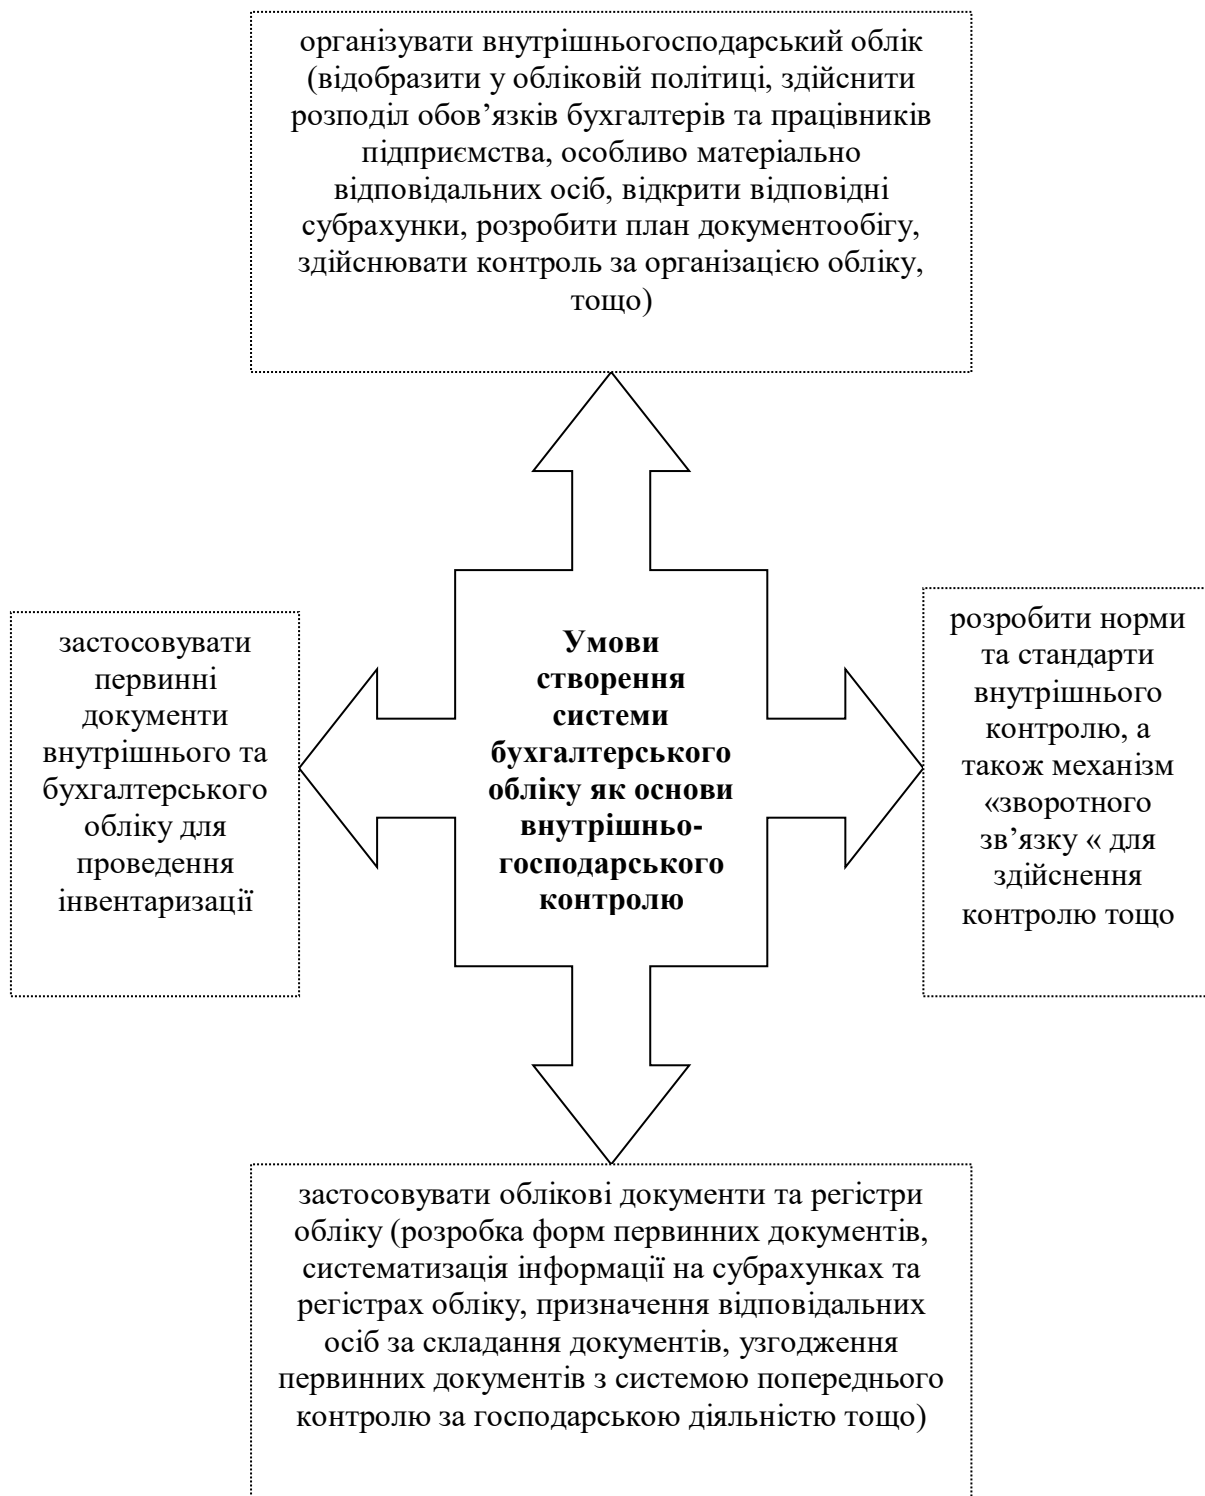 організувати внутрішньогосподарський облік
(відобразити у обліковій політиці, здійснити
розподіл обов’язків бухгалтерів та працівників
підприємства, особливо матеріально
відповідальних осіб, відкрити відповідні
субрахунки, розробити план документообігу,
здійснювати контроль за організацією обліку,
тощо)
застосовувати
первинні
документи
внутрішнього та
бухгалтерського
обліку для
проведення
інвентаризації
Умови
створення
системи
бухгалтерського
обліку як основи
внутрішньо-
господарського
контролю
розробити норми
та стандарти
внутрішнього
контролю, а
також механізм
«зворотного
зв’язку « для
здійснення
контролю тощо
застосовувати облікові документи та регістри
обліку (розробка форм первинних документів,
систематизація інформації на субрахунках та
регістрах обліку, призначення відповідальних
осіб за складання документів, узгодження
первинних документів з системою попереднього
контролю за господарською діяльністю тощо)